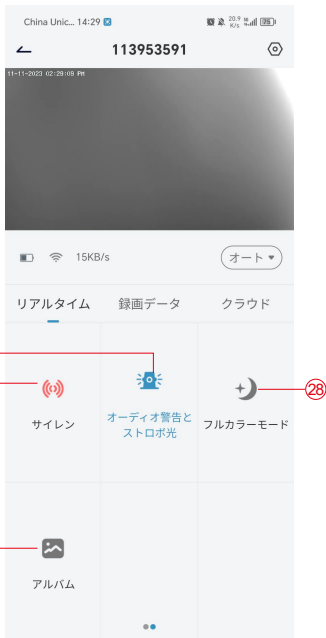 China Unic... 14:29
20.9 K/s 75
113953591
11-11-2023 02:29:09 PM
15KB/s オート
リアルタイム 録画データ クラウド
サイレン
オーディオ警告と
ストロボ光
フルカラーモード
28
アルバム